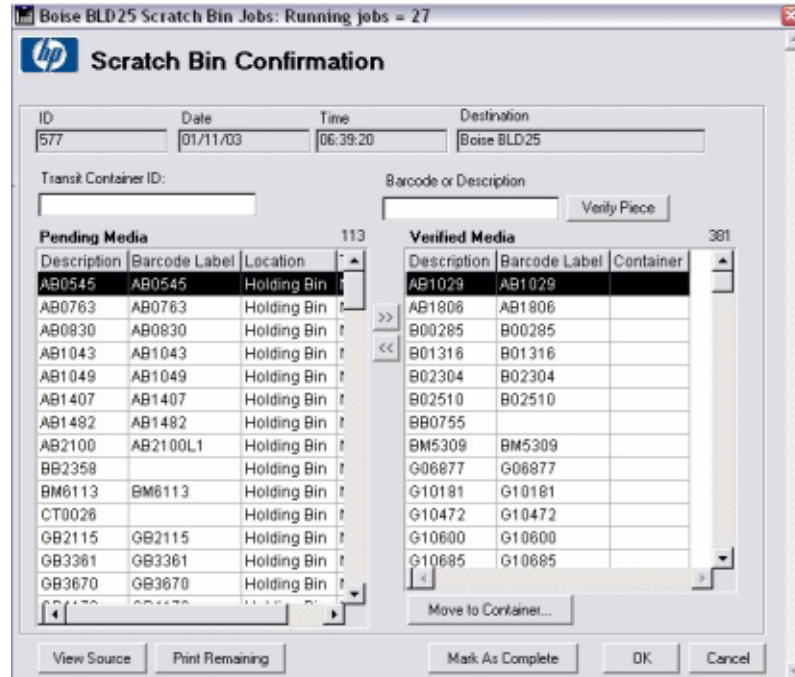 Boise BLD25 Scratch Bin Jobs: Running jobs = 27
hp Scratch Bin Confirmation
ID Date Time Destination
577 01/11/03 06:39:20 Boise BLD25
Transit Container ID: Barcode or Description
Verify Piece
Pending Media 113 Verified Media 381
Description Barcode Label Location Description Barcode Label Container
AB0545 AB0545 Holding Bin AB1029 AB1029
AB0763 AB0763 Holding Bin AB1806 AB1806
>>
AB0830 AB0830 Holding Bin B00285 B00285
<<
AB1043 AB1043 Holding Bin B01316 B01316
AB1049 AB1049 Holding Bin B02304 B02304
AB1407 AB1407 Holding Bin B02510 B02510
AB1482 AB1482 Holding Bin BB0755
AB2100 AB2100L1 Holding Bin BM5309 BM5309
BB2358 Holding Bin G06877 G06877
BM6113 BM6113 Holding Bin G10181 G10181
CT0026 Holding Bin G10472 G10472
GB2115 GB2115 Holding Bin G10600 G10600
GB3361 GB3361 Holding Bin G10685 G10685
GB3670 GB3670 Holding Bin
Move to Container...
View Source Print Remaining Mark As Complete OK Cancel